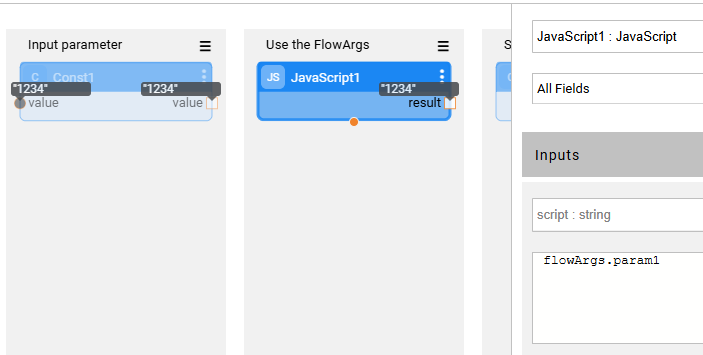 Input parameter
C Const1
"1234" "1234"
value value
Use the FlowArgs
JS JavaScript1
"1234"
result
S
JavaScript1 : JavaScript
All Fields
Inputs
script : string
flowArgs.param1